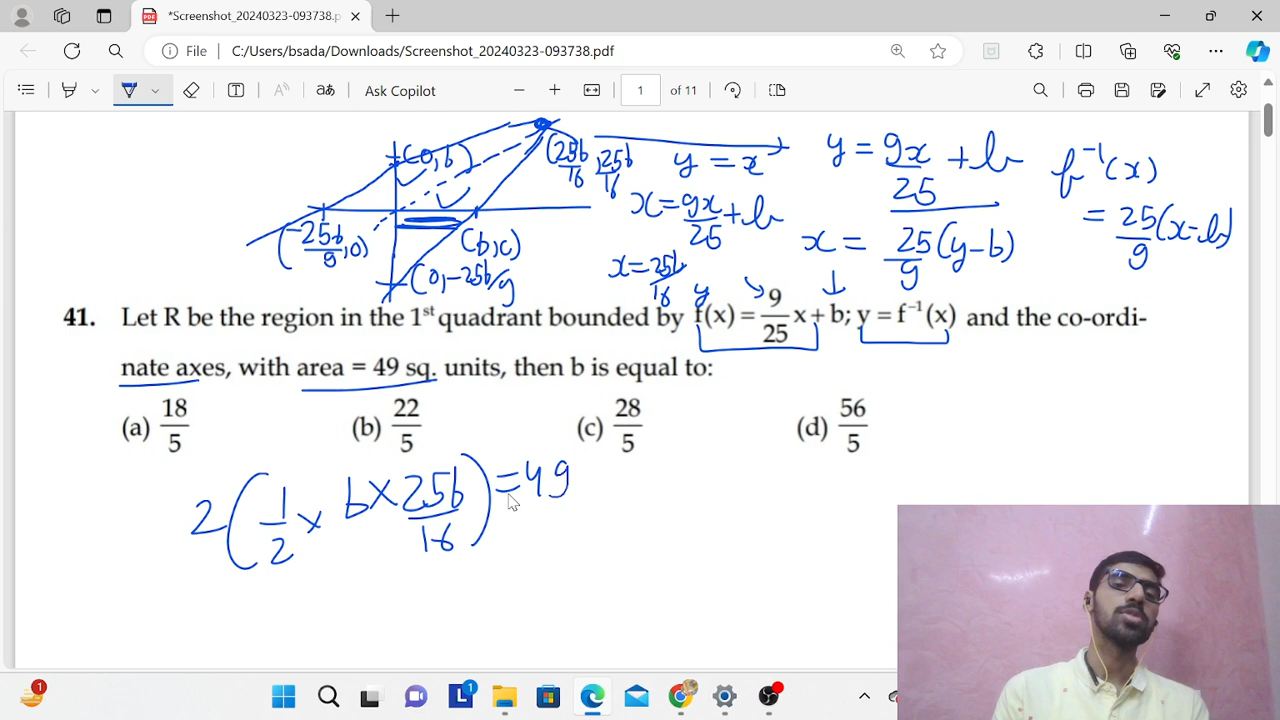 *Screenshot_20240323-093738.p
File C:/Users/bsada/Downloads/Screenshot_20240323-093738.pdf
Ask Copilot 1 of 11
(0,b) (25b/16, 25b/16) y = x y = 9x/25 + b f⁻¹(x)
x = 9x/25 + b = 25/9 (x-b)
(-25b/9, 0) (b,0) x = 25/9 (y-b)
(0, -25b/9) x = 25b/16 y
41. Let R be the region in the 1st quadrant bounded by f(x) = 9/25 x + b; y = f⁻¹(x) and the co-ordi-
nate axes, with area = 49 sq. units, then b is equal to:
(a) 18/5 (b) 22/5 (c) 28/5 (d) 56/5
2(1/2 × b × 25b/16) = 49
1
L 1